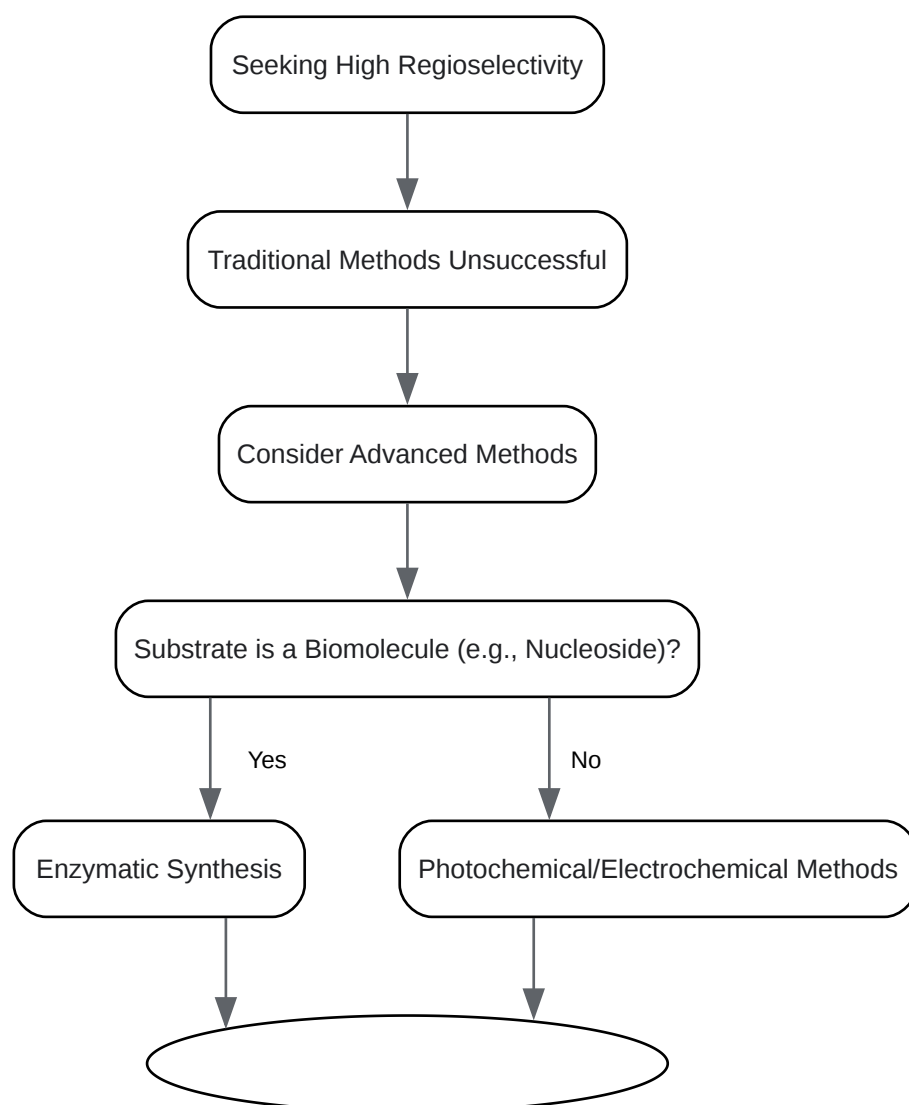 Seeking High Regioselectivity
Traditional Methods Unsuccessful
Consider Advanced Methods
Substrate is a Biomolecule (e.g., Nucleoside)?
Yes
No
Enzymatic Synthesis
Photochemical/Electrochemical Methods